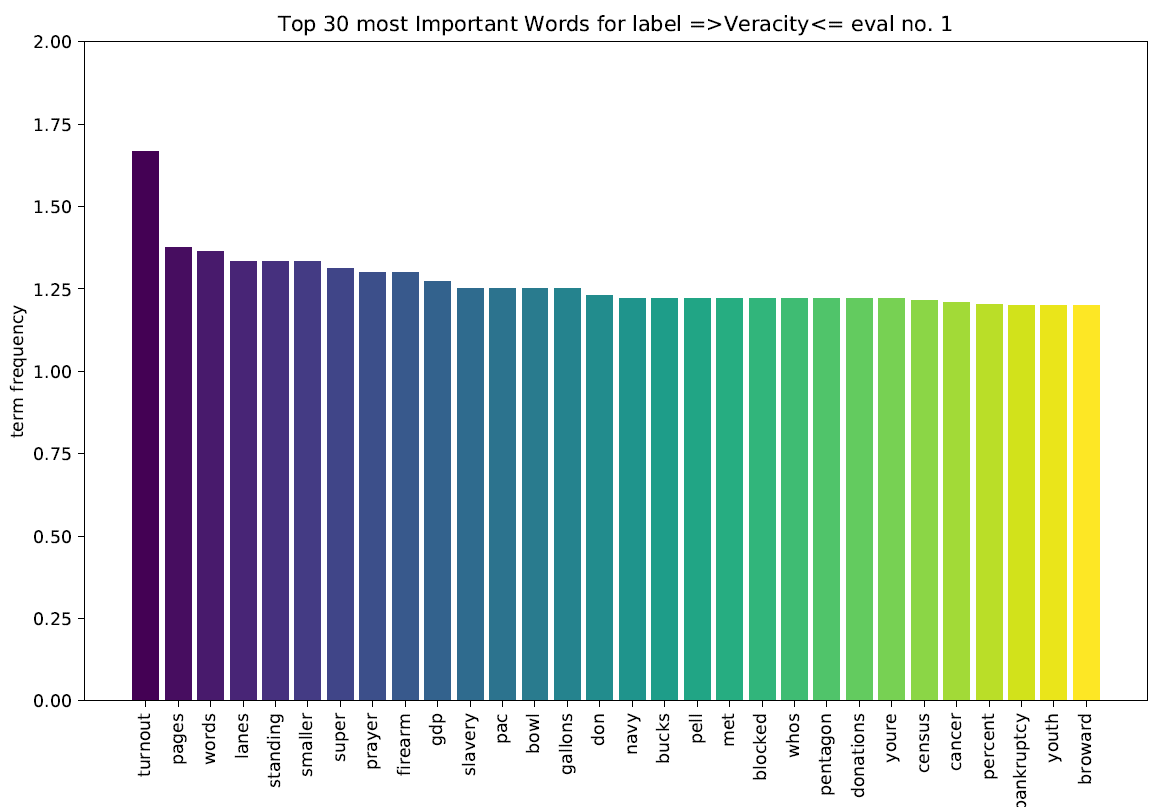 Top 30 most Important Words for label =>Veracity<= eval no. 1
term frequency
2.00
1.75
1.50
1.25
1.00
0.75
0.50
0.25
0.00
turnout
pages
words
lanes
standing
smaller
super
prayer
firearm
gdp
slavery
pac
bowl
gallons
don
navy
bucks
pell
met
blocked
whos
pentagon
donations
youre
census
cancer
percent
bankruptcy
youth
broward